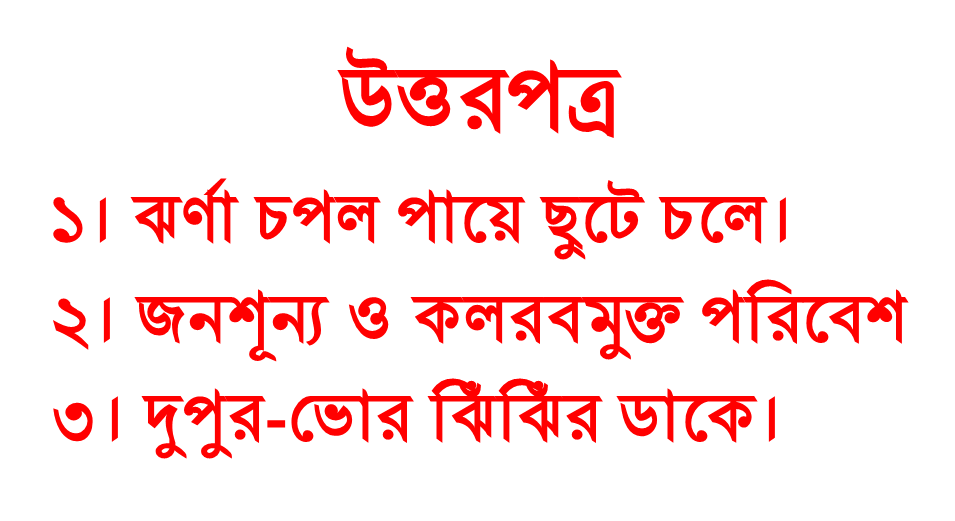 উত্তরপত্র
১। ঝর্ণা চপল পায়ে ছুটে চলে।
২। জনশূন্য ও কলরবমুক্ত পরিবেশ
৩। দুপুর-ভোর ঝিঁঝিঁর ডাকে।